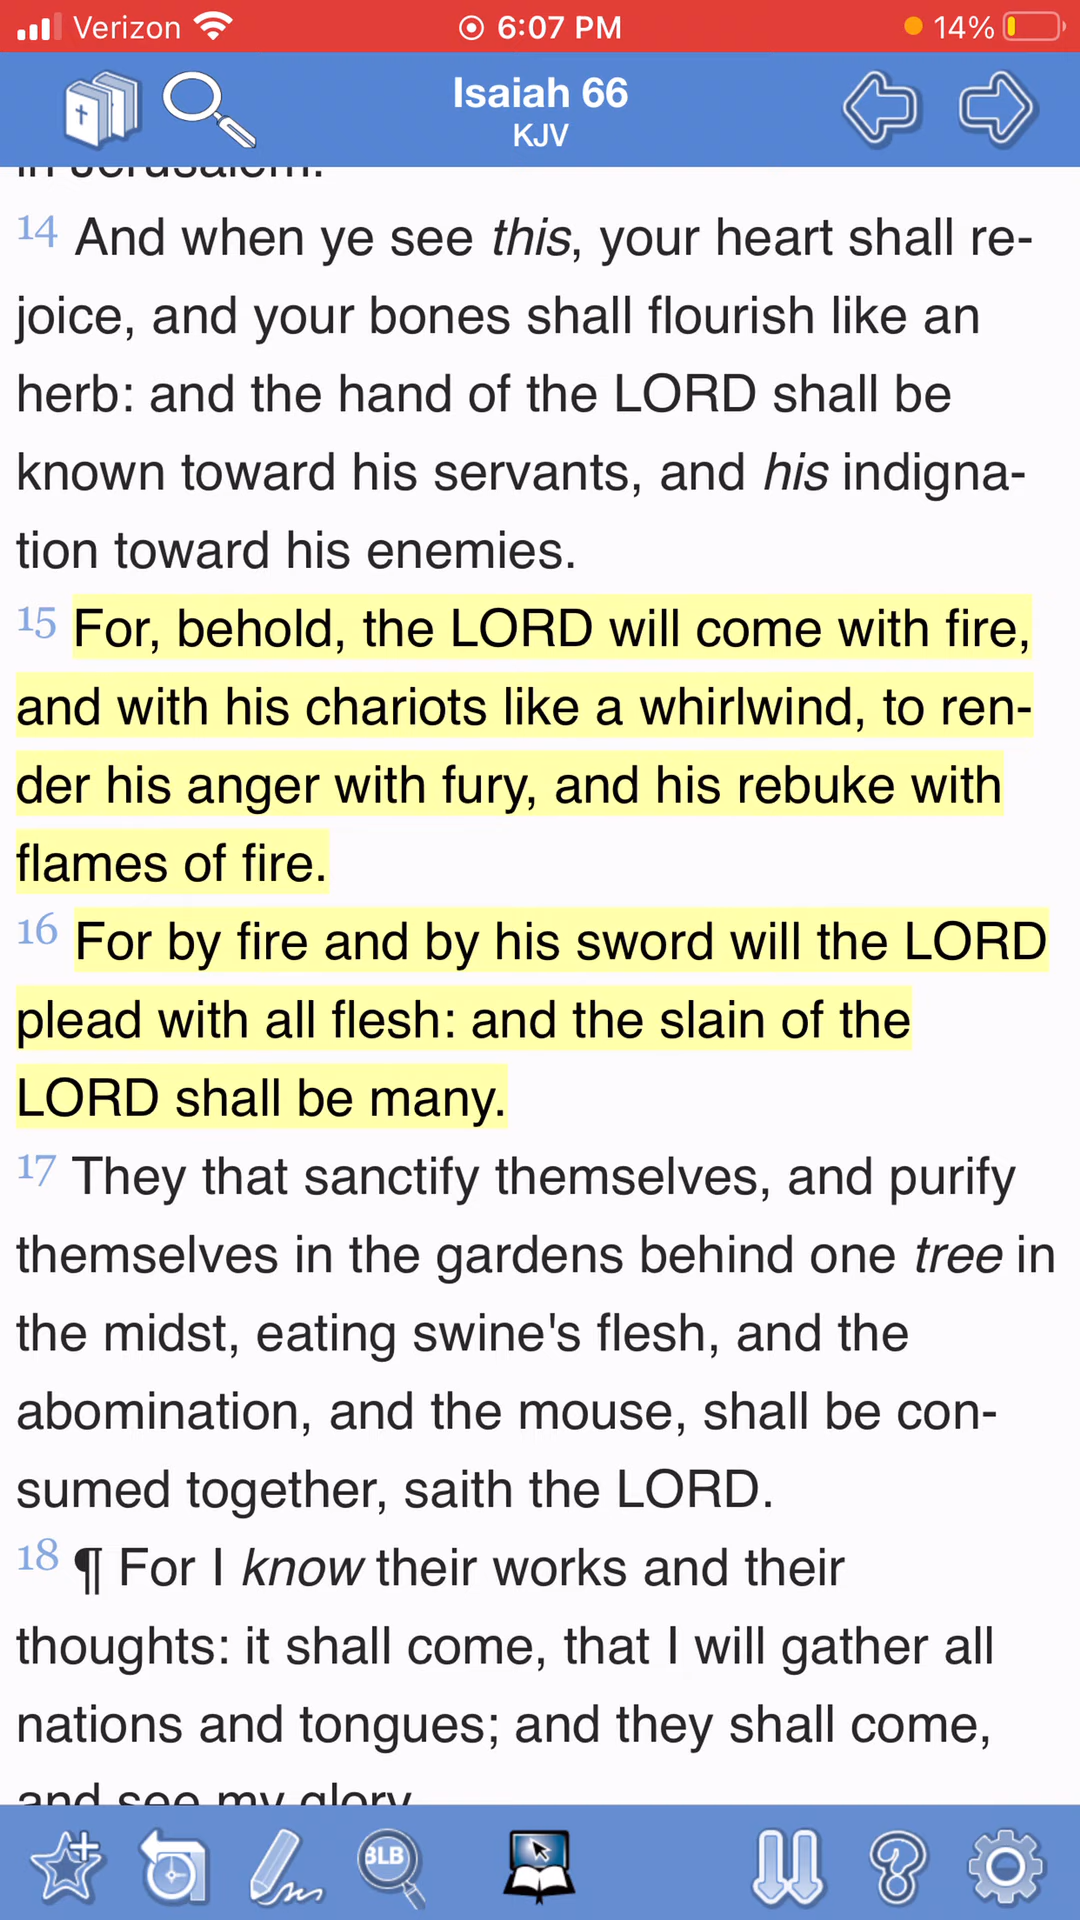 Verizon 6:07 PM 14%
Isaiah 66
KJV
in Jerusalem.
14 And when ye see this, your heart shall re-
joice, and your bones shall flourish like an
herb: and the hand of the LORD shall be
known toward his servants, and his indigna-
tion toward his enemies.
15 For, behold, the LORD will come with fire,
and with his chariots like a whirlwind, to ren-
der his anger with fury, and his rebuke with
flames of fire.
16 For by fire and by his sword will the LORD
plead with all flesh: and the slain of the
LORD shall be many.
17 They that sanctify themselves, and purify
themselves in the gardens behind one tree in
the midst, eating swine's flesh, and the
abomination, and the mouse, shall be con-
sumed together, saith the LORD.
18 ¶ For I know their works and their
thoughts: it shall come, that I will gather all
nations and tongues; and they shall come,
and see my glory.
BLB